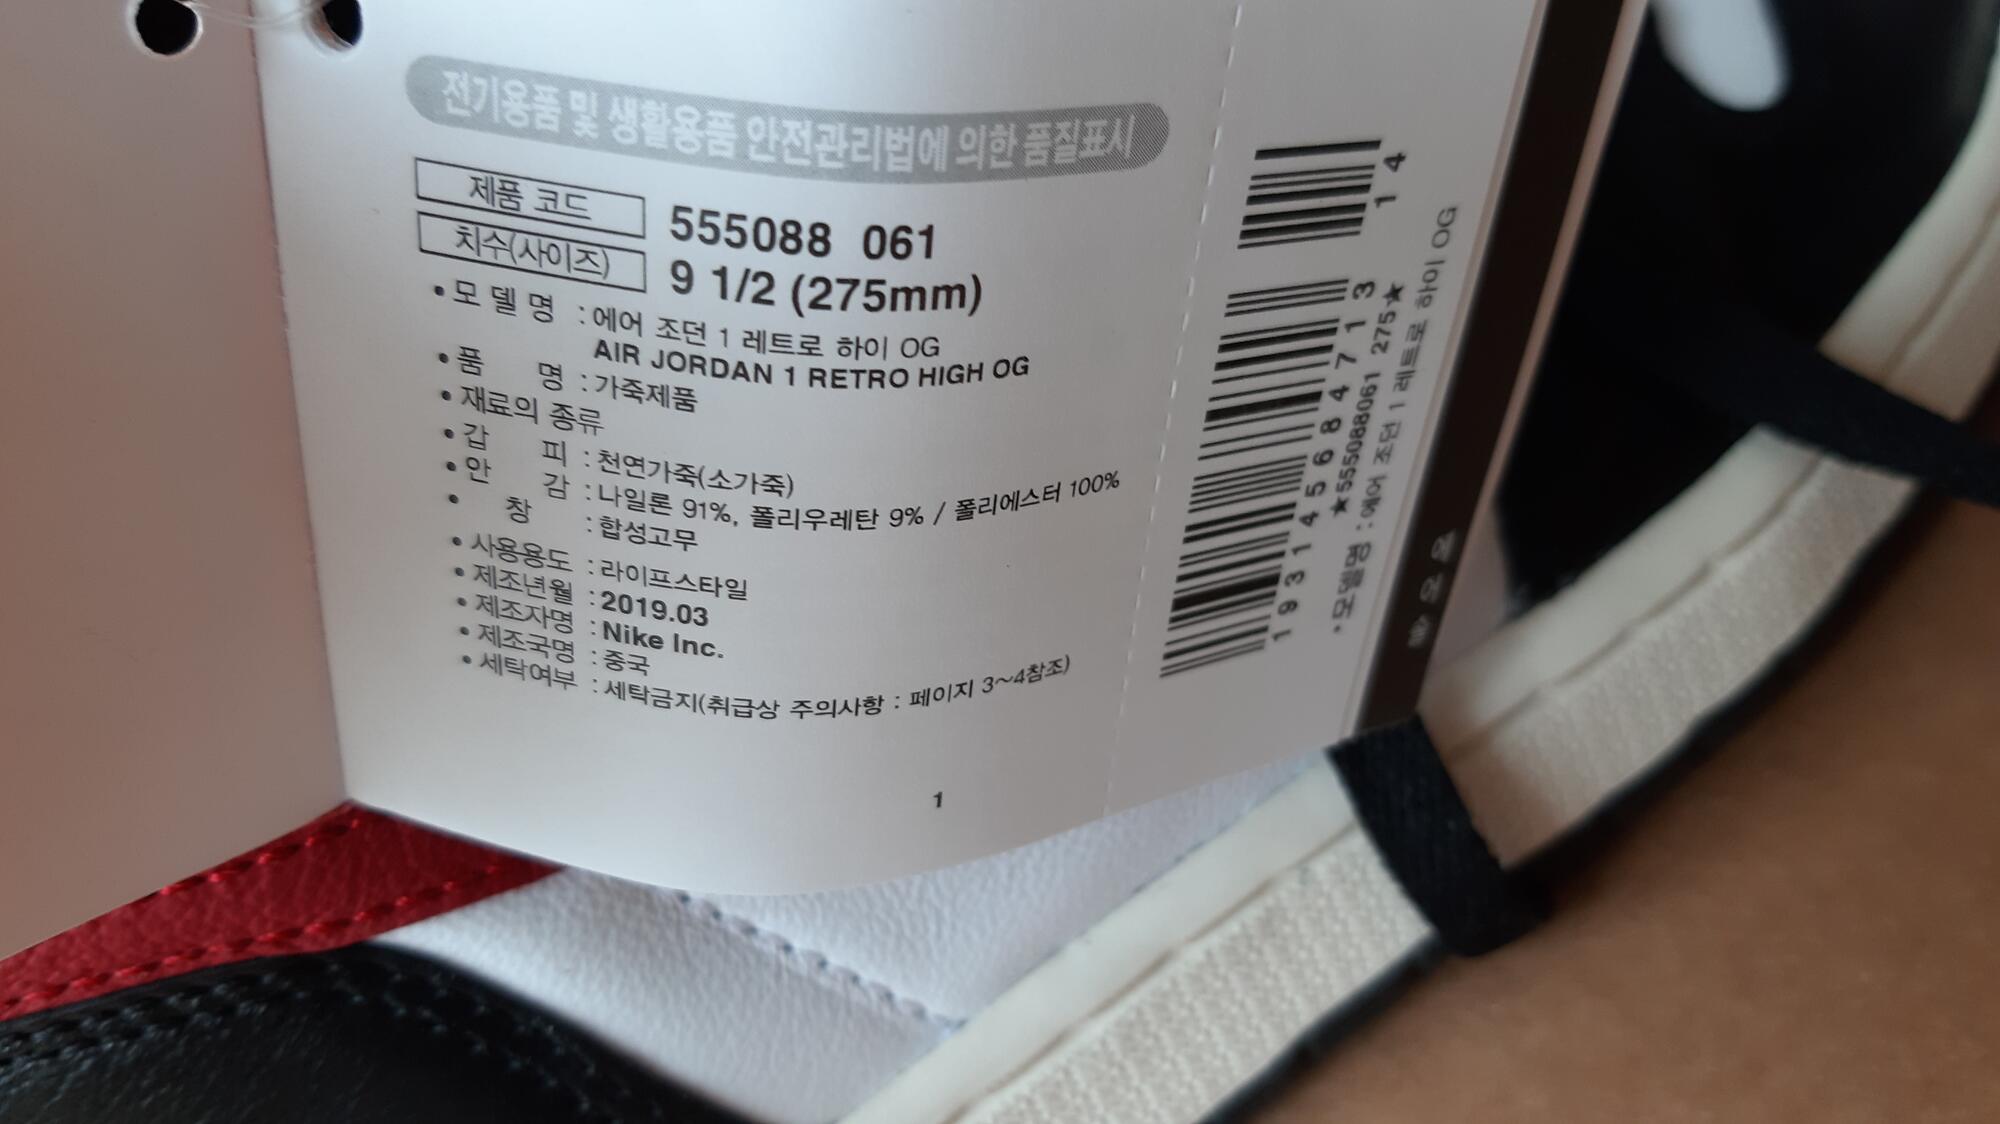 전기용품 및 생활용품 안전관리법에 의한 품질표시
제품 코드 555088 061
치수(사이즈) 9 1/2 (275mm)
• 모 델 명 : 에어 조던 1 레트로 하이 OG
AIR JORDAN 1 RETRO HIGH OG
• 품 명 : 가죽제품
• 재료의 종류
• 갑 피 : 천연가죽(소가죽)
• 안 감 : 나일론 91%, 폴리우레탄 9% / 폴리에스터 100%
• 창 : 합성고무
• 사용용도 : 라이프스타일
• 제조년월 : 2019.03
• 제조자명 : Nike Inc.
• 제조국명 : 중국
• 세탁여부 : 세탁금지(취급상 주의사항 : 페이지 3~4참조)
1
14
193145684713
★555088061 275★
•모델명 : 에어 조던 1 레트로 하이 OG